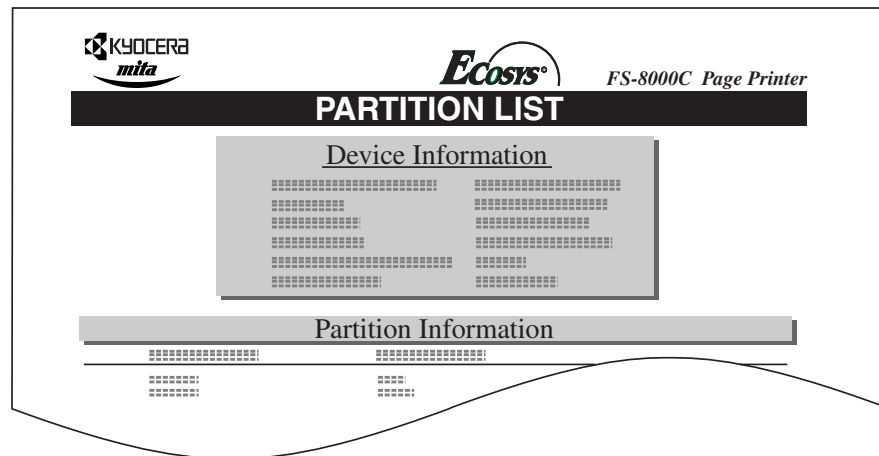 KYOCERA
mita
ECOSYS
FS-8000C Page Printer
PARTITION LIST
Device Information
Partition Information